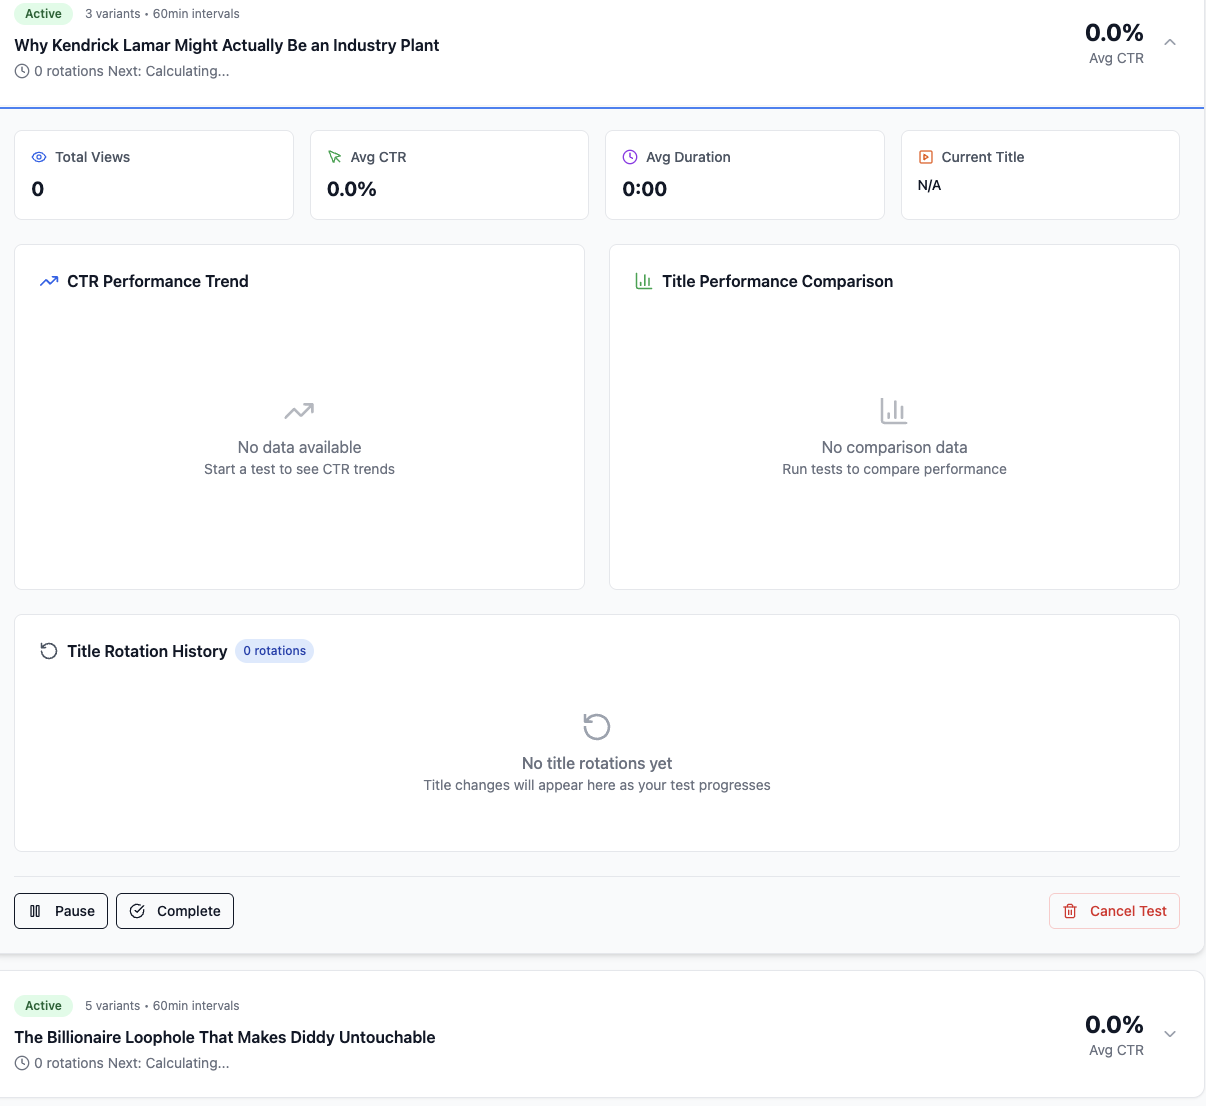 Active 3 variants • 60min intervals
Why Kendrick Lamar Might Actually Be an Industry Plant
0 rotations Next: Calculating...
0.0%
Avg CTR
Total Views
0
Avg CTR
0.0%
Avg Duration
0:00
Current Title
N/A
CTR Performance Trend
No data available
Start a test to see CTR trends
Title Performance Comparison
No comparison data
Run tests to compare performance
Title Rotation History 0 rotations
No title rotations yet
Title changes will appear here as your test progresses
Pause
Complete
Cancel Test
Active 5 variants • 60min intervals
The Billionaire Loophole That Makes Diddy Untouchable
0 rotations Next: Calculating...
0.0%
Avg CTR